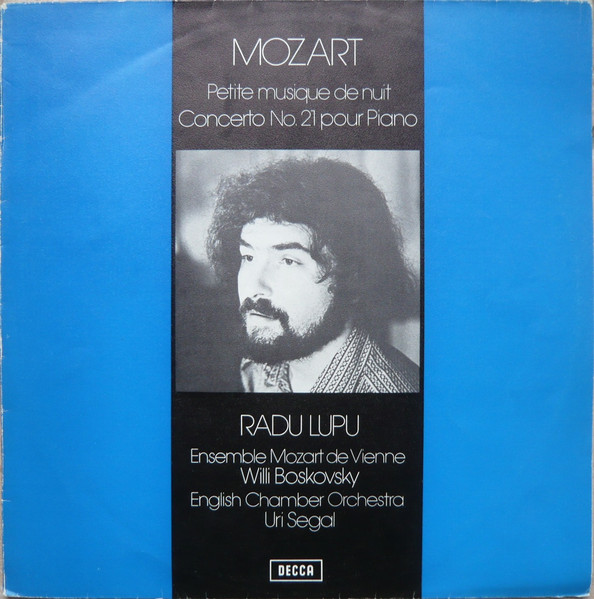 MOZART
Petite musique de nuit
Concerto No. 21 pour Piano
RADU LUPU
Ensemble Mozart de Vienne
Willi Boskovsky
English Chamber Orchestra
Uri Segal
DECCA